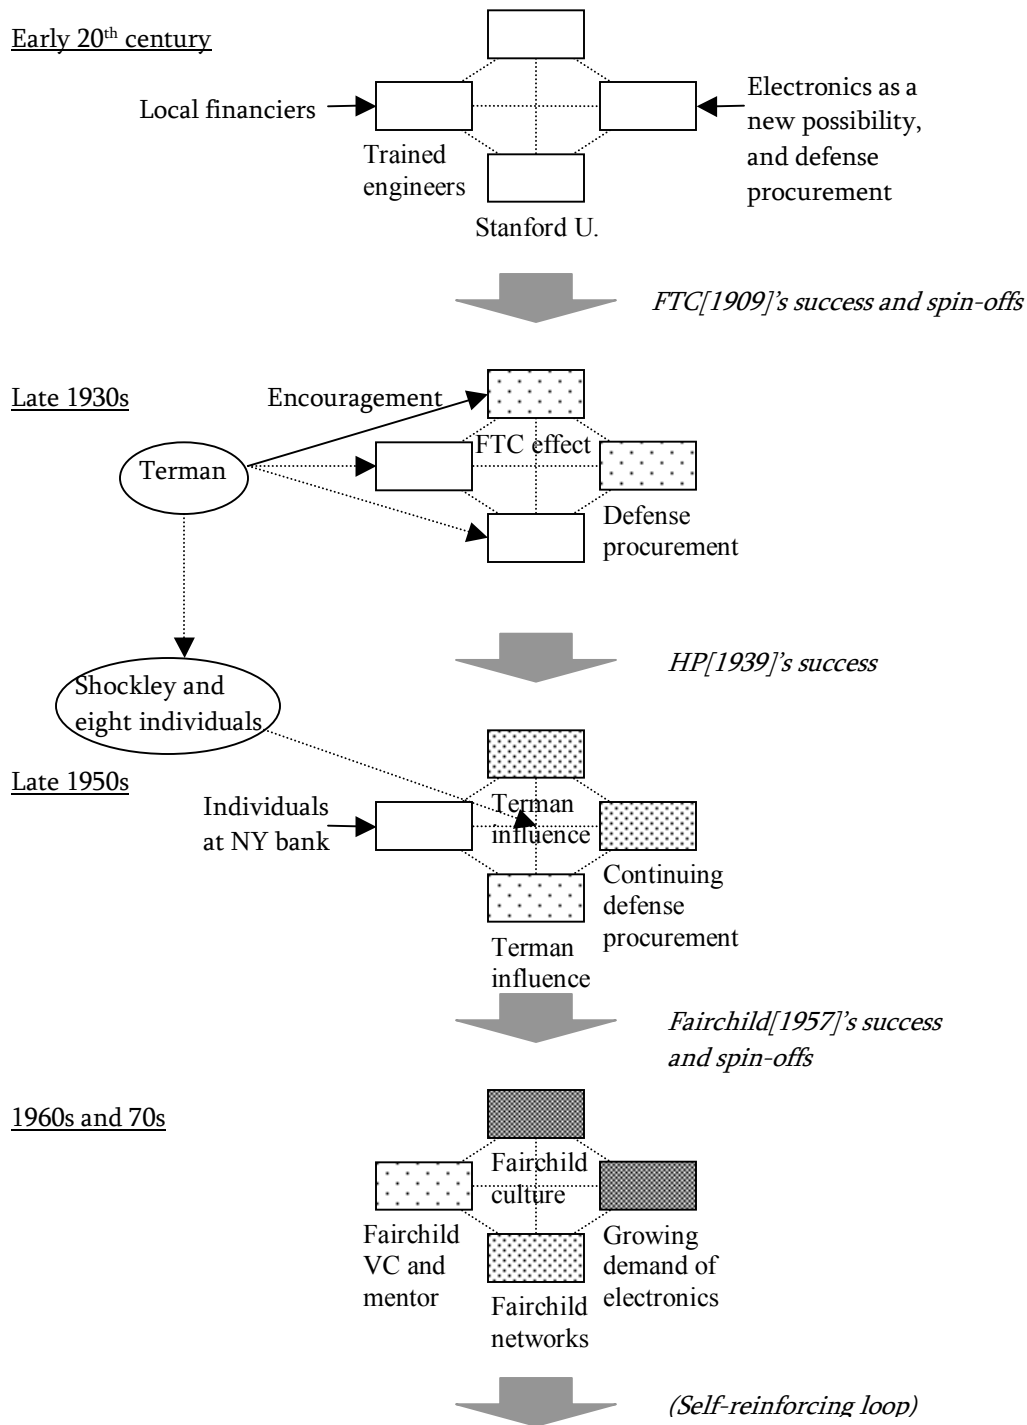 Early 20th century
Local financiers
Electronics as a
new possibility,
and defense
procurement
Trained
engineers
Stanford U.
FTC[1909]'s success and spin-offs
Late 1930s
Encouragement
Terman
FTC effect
Defense
procurement
HP[1939]'s success
Shockley and
eight individuals
Late 1950s
Individuals
at NY bank
Terman
influence
Continuing
defense
procurement
Terman
influence
Fairchild[1957]'s success
and spin-offs
1960s and 70s
Fairchild
culture
Fairchild
VC and
mentor
Growing
demand of
electronics
Fairchild
networks
(Self-reinforcing loop)